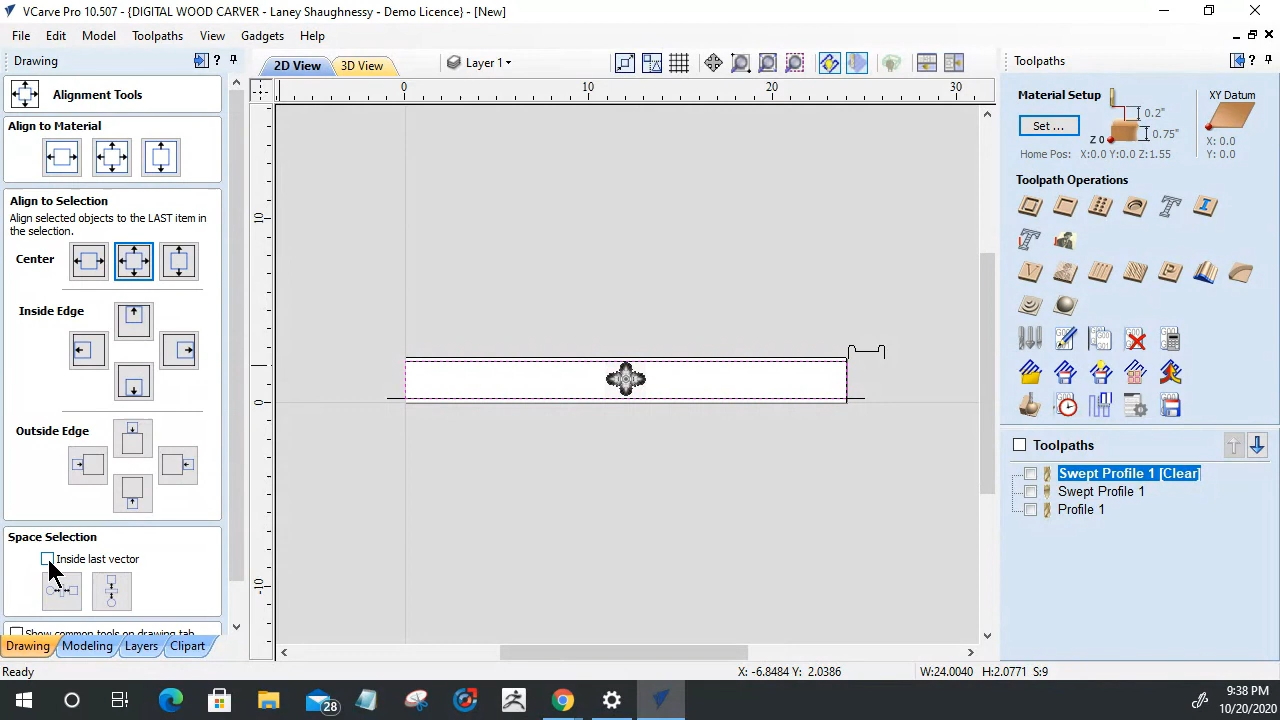 VCarve Pro 10.507 - {DIGITAL WOOD CARVER - Laney Shaughnessy - Demo Licence} - [New]
File Edit Model Toolpaths View Gadgets Help
Drawing
Alignment Tools
Align to Material
Align to Selection
Align selected objects to the LAST item in
the selection.
Center
Inside Edge
Outside Edge
Space Selection
Inside last vector
Show common tools on drawing tab
Drawing Modeling Layers Clipart
2D View 3D View Layer 1
0 10 20 30
10
0
-10
Toolpaths
Material Setup
XY Datum
Set ...
0.2"
0.75"
Z 0
Home Pos: X:0.0 Y:0.0 Z:1.55
X: 0.0
Y: 0.0
Toolpath Operations
Toolpaths
Swept Profile 1 [Clear]
Swept Profile 1
Profile 1
Ready
X: -6.8484 Y: 2.0386
W:24.0040 H:2.0771 S:9
28
9:38 PM
10/20/2020